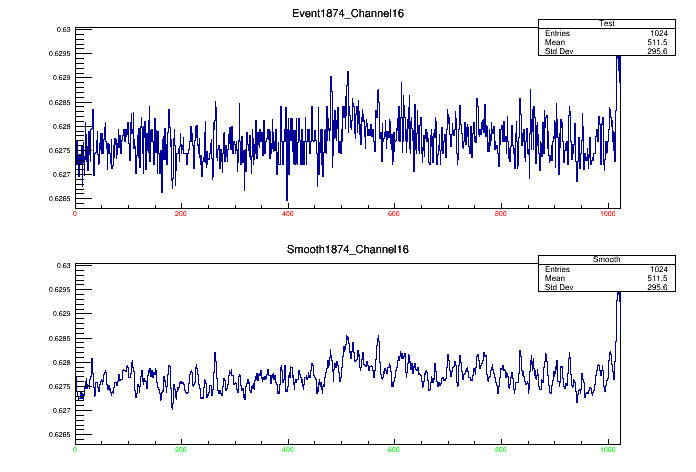 Event1874_Channel16
Test
Entries 1024
Mean 511.5
Std Dev 295.6
0.63
0.6295
0.629
0.6285
0.628
0.6275
0.627
0.6265
0 200 400 600 800 1000
Smooth1874_Channel16
Smooth
Entries 1024
Mean 511.5
Std Dev 295.6
0.63
0.6295
0.629
0.6285
0.628
0.6275
0.627
0.6265
0 200 400 600 800 1000